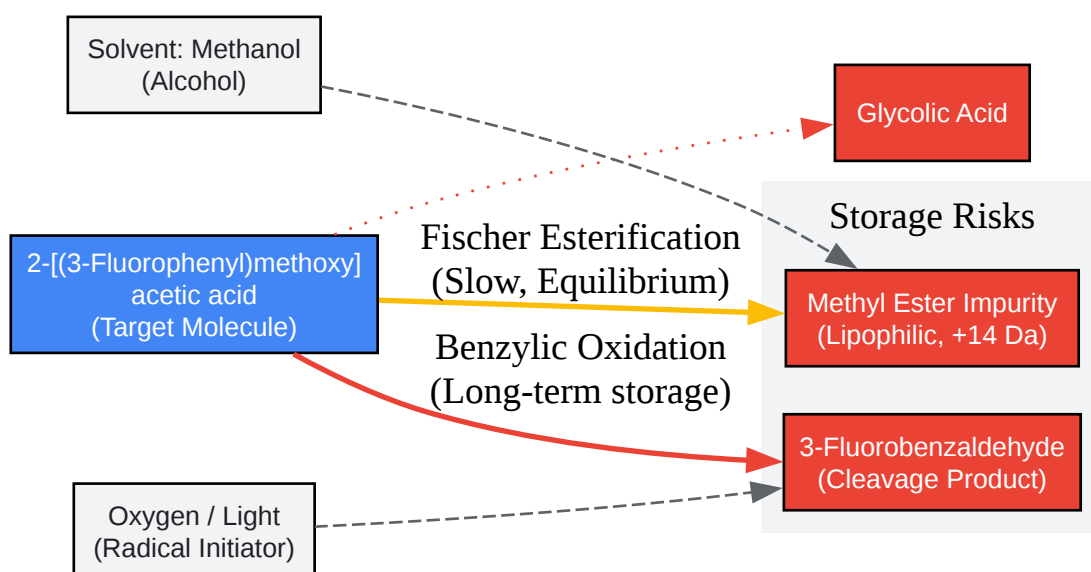 Solvent: Methanol
(Alcohol)
Glycolic Acid
Storage Risks
2-[(3-Fluorophenyl)methoxy]
acetic acid
(Target Molecule)
Fischer Esterification
(Slow, Equilibrium)
Methyl Ester Impurity
(Lipophilic, +14 Da)
Benzylic Oxidation
(Long-term storage)
3-Fluorobenzaldehyde
(Cleavage Product)
Oxygen / Light
(Radical Initiator)